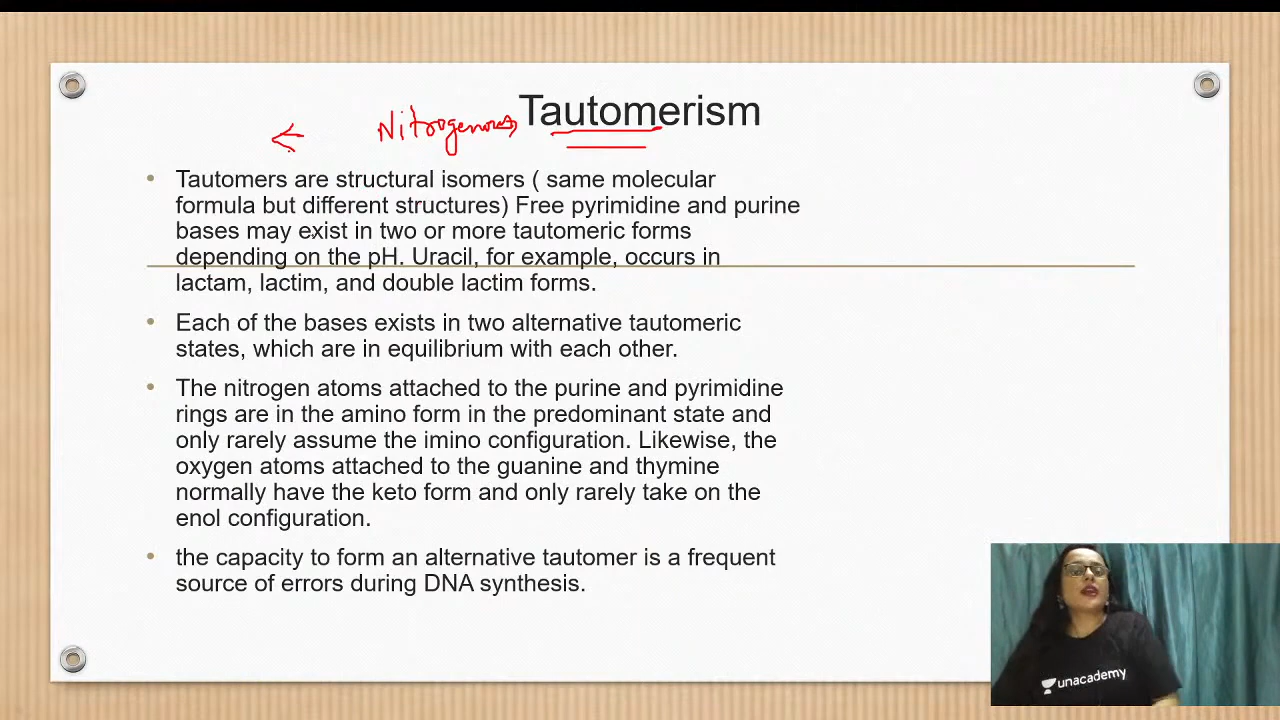 Tautomerism
Nitrogenous
• Tautomers are structural isomers ( same molecular
formula but different structures) Free pyrimidine and purine
bases may exist in two or more tautomeric forms
depending on the pH. Uracil, for example, occurs in
lactam, lactim, and double lactim forms.
• Each of the bases exists in two alternative tautomeric
states, which are in equilibrium with each other.
• The nitrogen atoms attached to the purine and pyrimidine
rings are in the amino form in the predominant state and
only rarely assume the imino configuration. Likewise, the
oxygen atoms attached to the guanine and thymine
normally have the keto form and only rarely take on the
enol configuration.
• the capacity to form an alternative tautomer is a frequent
source of errors during DNA synthesis.
unacademy